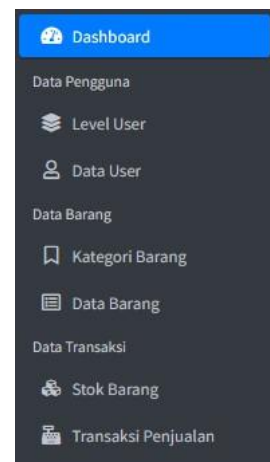 Dashboard
Data Pengguna
Level User
Data User
Data Barang
Kategori Barang
Data Barang
Data Transaksi
Stok Barang
Transaksi Penjualan